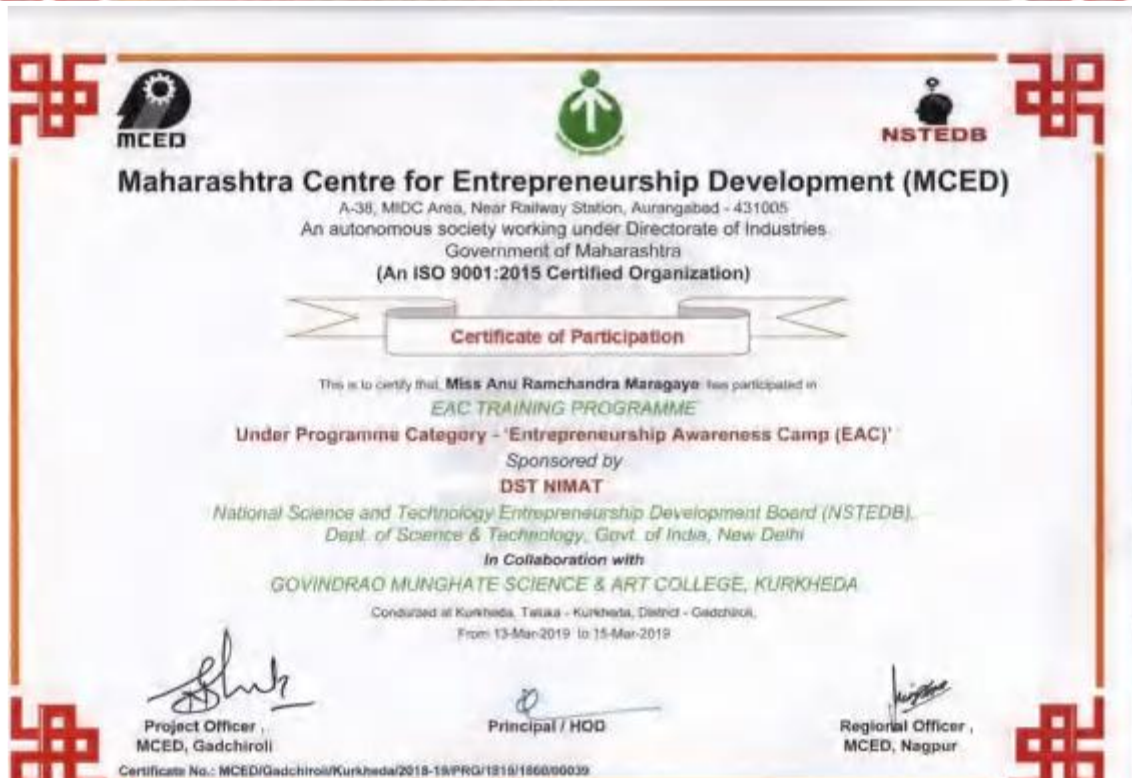 MCED
NSTEDB
Maharashtra Centre for Entrepreneurship Development (MCED)
A-38, MIDC Area, Near Railway Station, Aurangabad - 431005
An autonomous society working under Directorate of Industries
Government of Maharashtra
(An ISO 9001:2015 Certified Organization)
Certificate of Participation
This is to certify that, Miss Anu Ramchandra Maragaye has participated in
EAC TRAINING PROGRAMME
Under Programme Category - 'Entrepreneurship Awareness Camp (EAC)'
Sponsored by
DST NIMAT
National Science and Technology Entrepreneurship Development Board (NSTEDB),
Dept. of Science & Technology, Govt. of India, New Delhi
In Collaboration with
GOVINDRAO MUNGHATE SCIENCE & ART COLLEGE, KURKHEDA
Conducted at Kurkheda, Taluka - Kurkheda, District - Gadchiroli,
From 13-Mar-2019 to 15-Mar-2019
Project Officer ,
MCED, Gadchiroli
Principal / HOD
Regional Officer ,
MCED, Nagpur
Certificate No.: MCED/Gadchiroli/Kurkheda/2018-19/PRG/1819/1860/00039